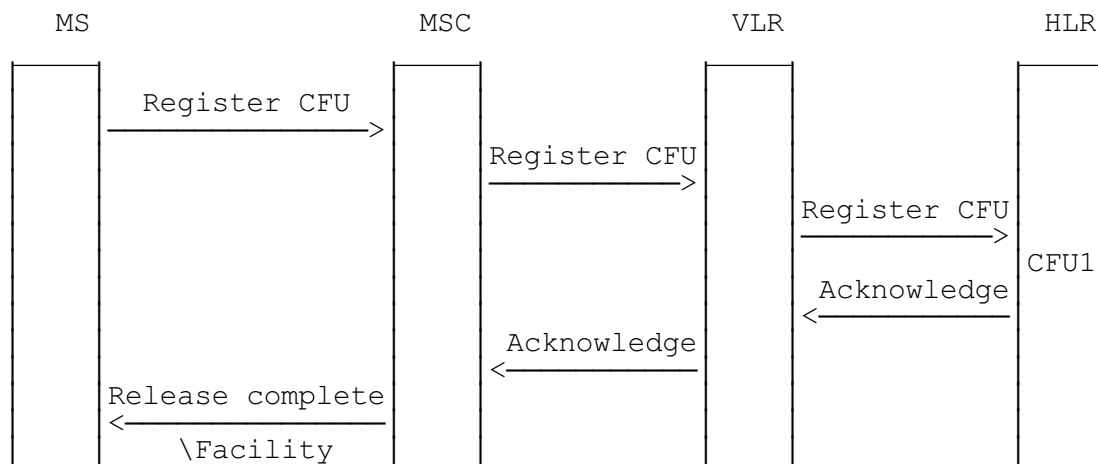 MS MSC VLR HLR
Register CFU
Register CFU
Register CFU
CFU1
Acknowledge
Acknowledge
Release complete
\Facility